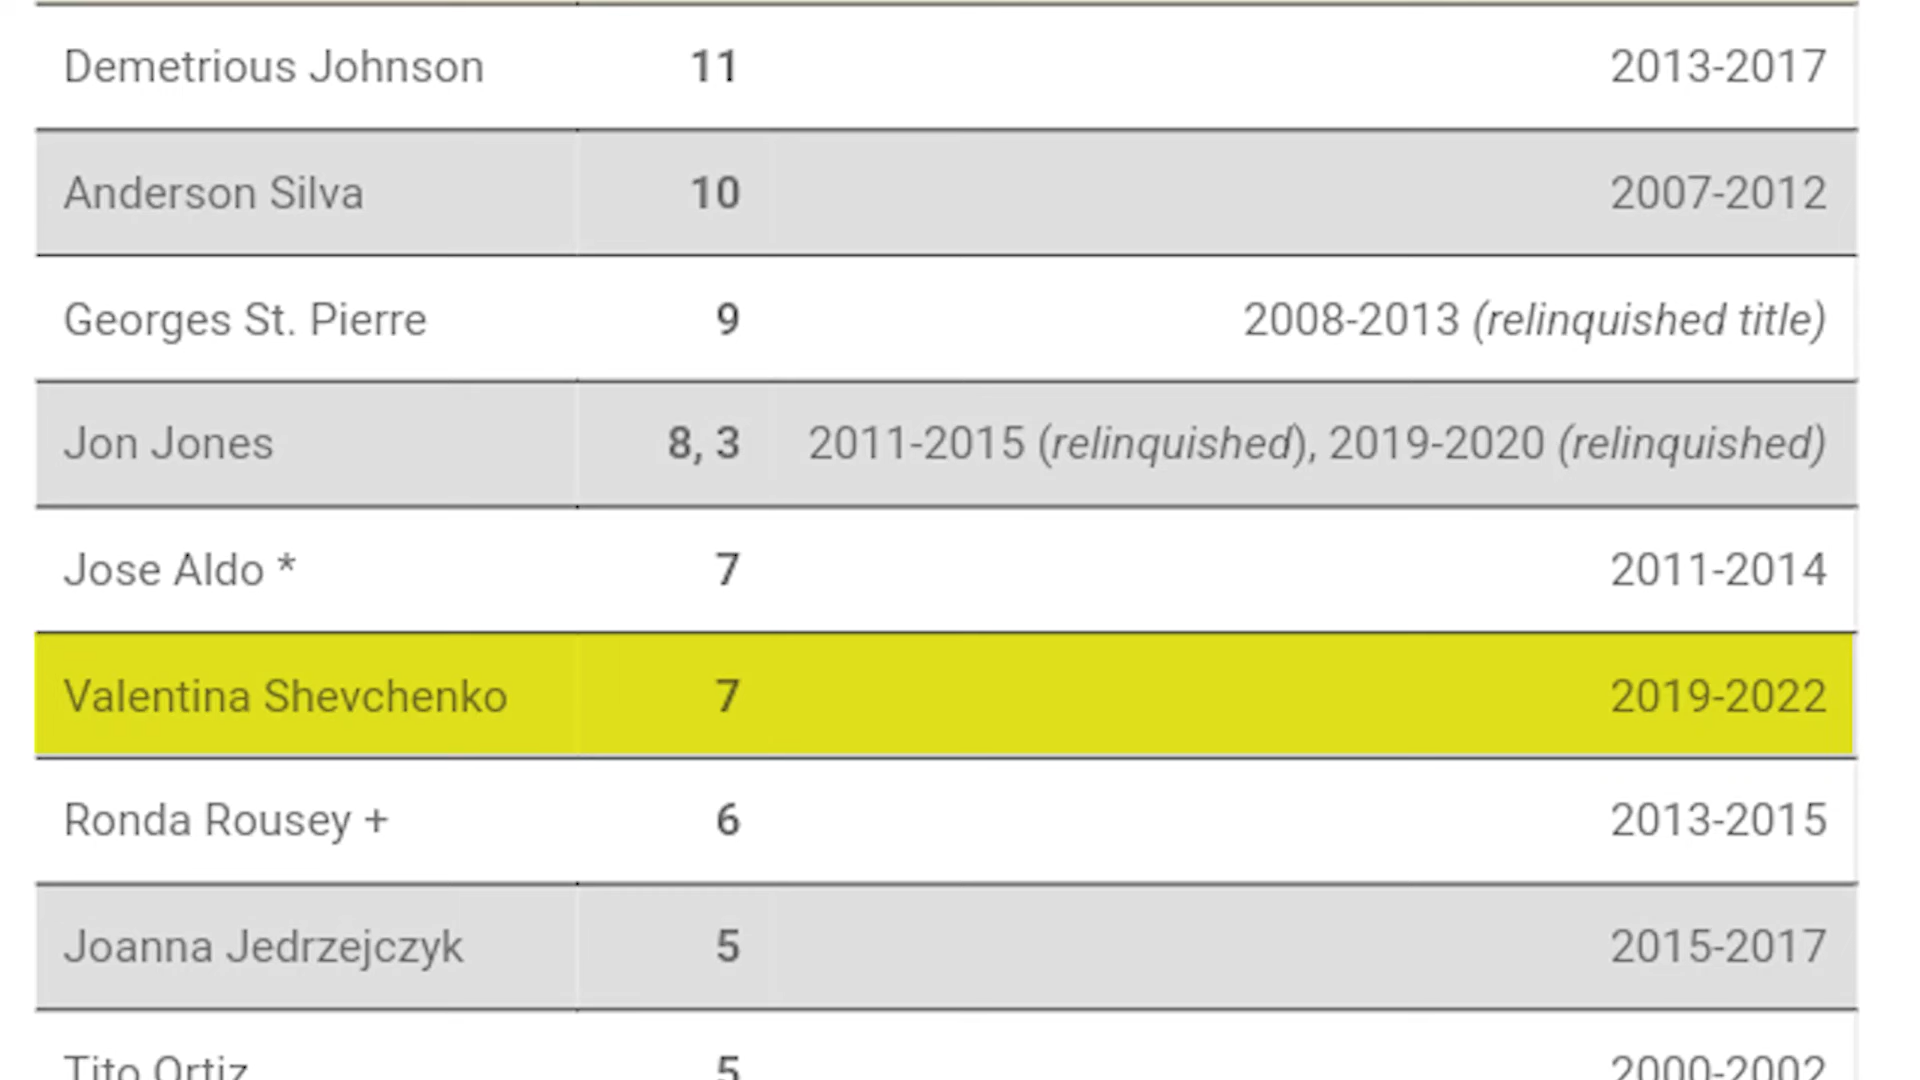 Demetrious Johnson 11 2013-2017
Anderson Silva 10 2007-2012
Georges St. Pierre 9 2008-2013 (relinquished title)
Jon Jones 8, 3 2011-2015 (relinquished), 2019-2020 (relinquished)
Jose Aldo * 7 2011-2014
Valentina Shevchenko 7 2019-2022
Ronda Rousey + 6 2013-2015
Joanna Jedrzejczyk 5 2015-2017
Tito Ortiz 5 2000-2002